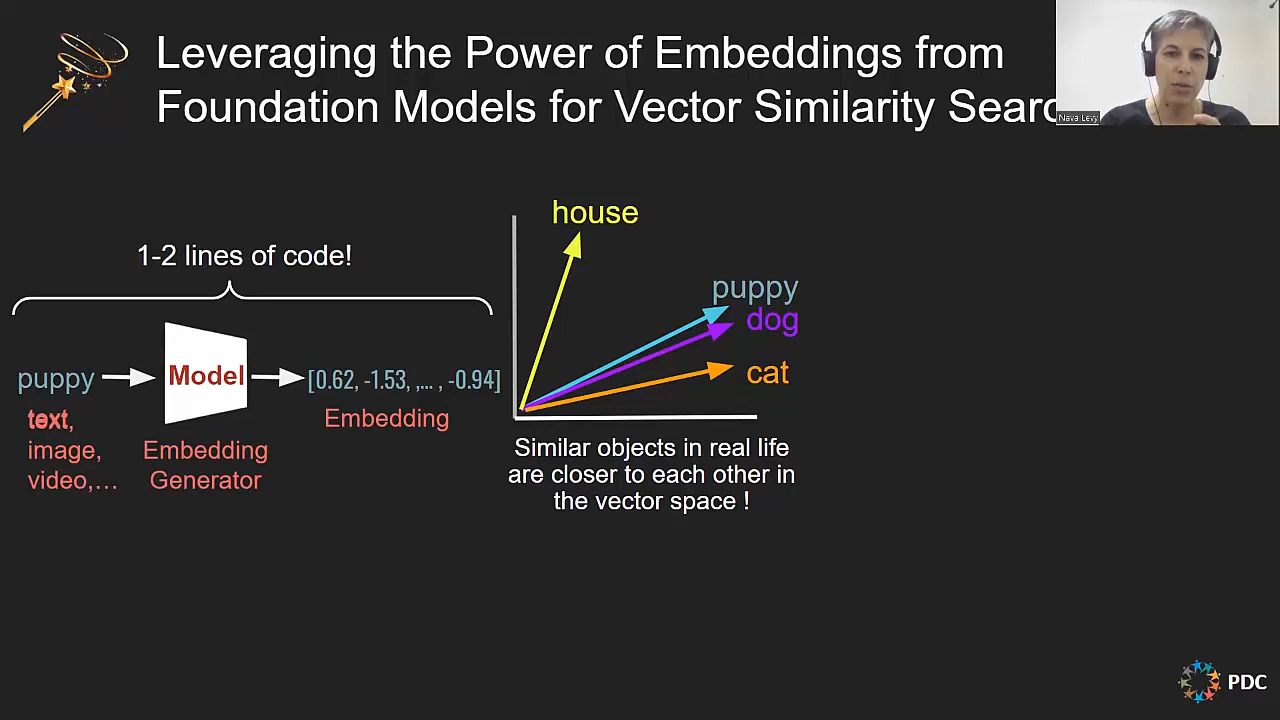 Leveraging the Power of Embeddings from
Foundation Models for Vector Similarity Searc
Nava Levy
1-2 lines of code!
puppy
Model
[0.62, -1.53, ,... , -0.94]
text,
image,
video,...
Embedding
Generator
Embedding
house
puppy
dog
cat
Similar objects in real life
are closer to each other in
the vector space !
PDC